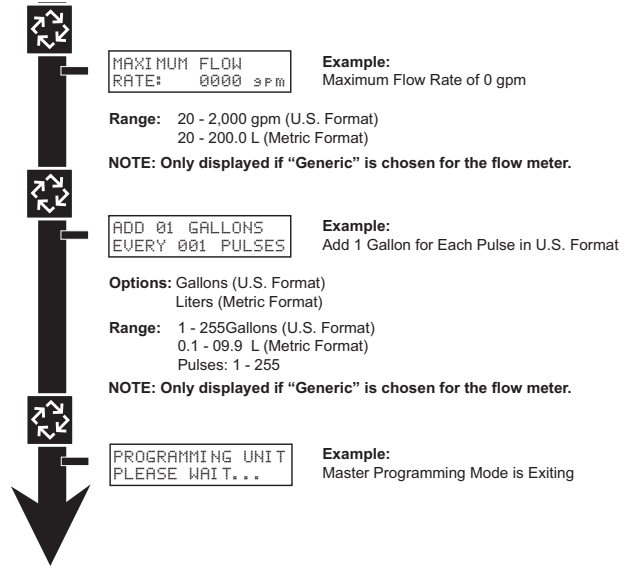 MAXIMUM FLOW
RATE: 0000 gpm
Example:
Maximum Flow Rate of 0 gpm
Range: 20 - 2,000 gpm (U.S. Format)
20 - 200.0 L (Metric Format)
NOTE: Only displayed if “Generic” is chosen for the flow meter.
ADD 01 GALLONS
EVERY 001 PULSES
Example:
Add 1 Gallon for Each Pulse in U.S. Format
Options: Gallons (U.S. Format)
Liters (Metric Format)
Range: 1 - 255Gallons (U.S. Format)
0.1 - 09.9 L (Metric Format)
Pulses: 1 - 255
NOTE: Only displayed if “Generic” is chosen for the flow meter.
PROGRAMMING UNIT
PLEASE WAIT...
Example:
Master Programming Mode is Exiting